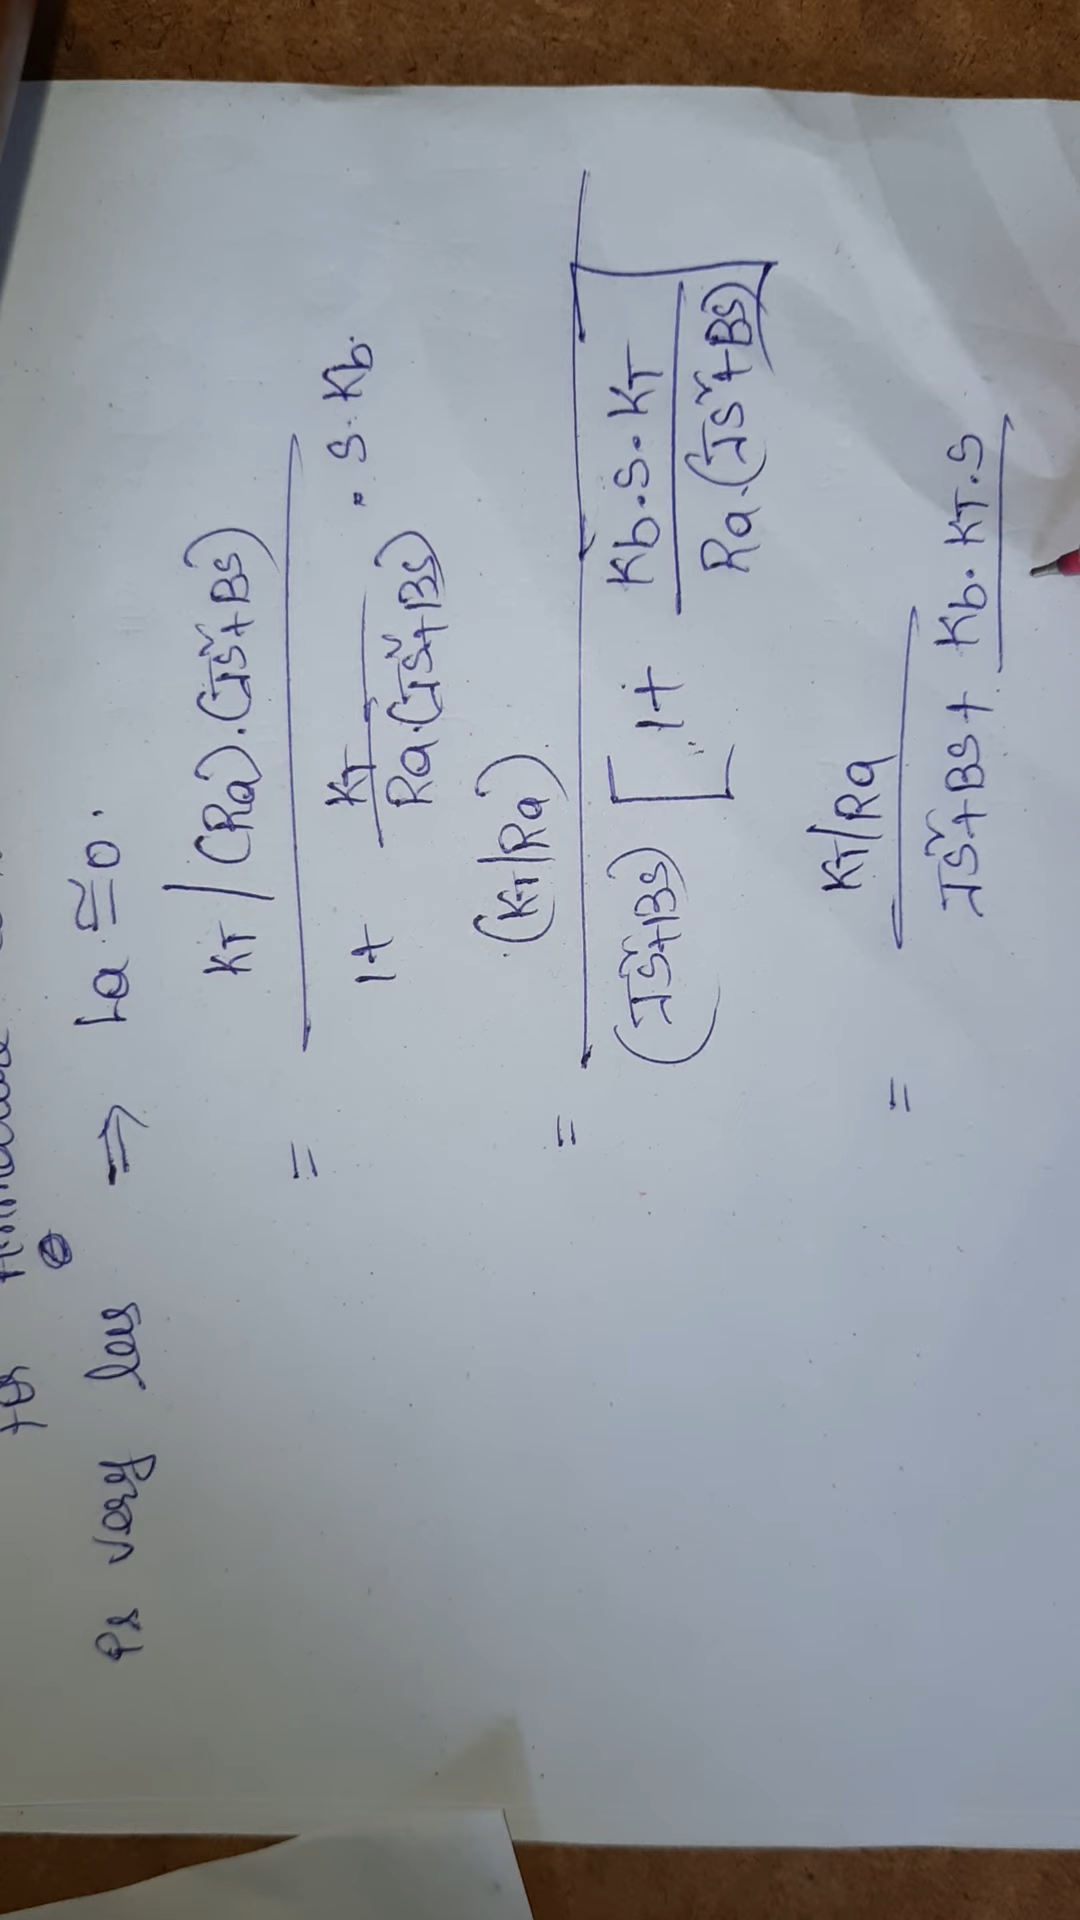 is very less ⇒ La ≅ 0.
= KT / (Ra).(JS²+BS)
1+ KT / Ra.(JS²+BS) . S.Kb.
= (KT/Ra)
(JS²+BS) [ 1+ Kb.S.KT / Ra.(JS²+BS) ]
= KT/Ra
JS²+BS+ Kb.KT.S